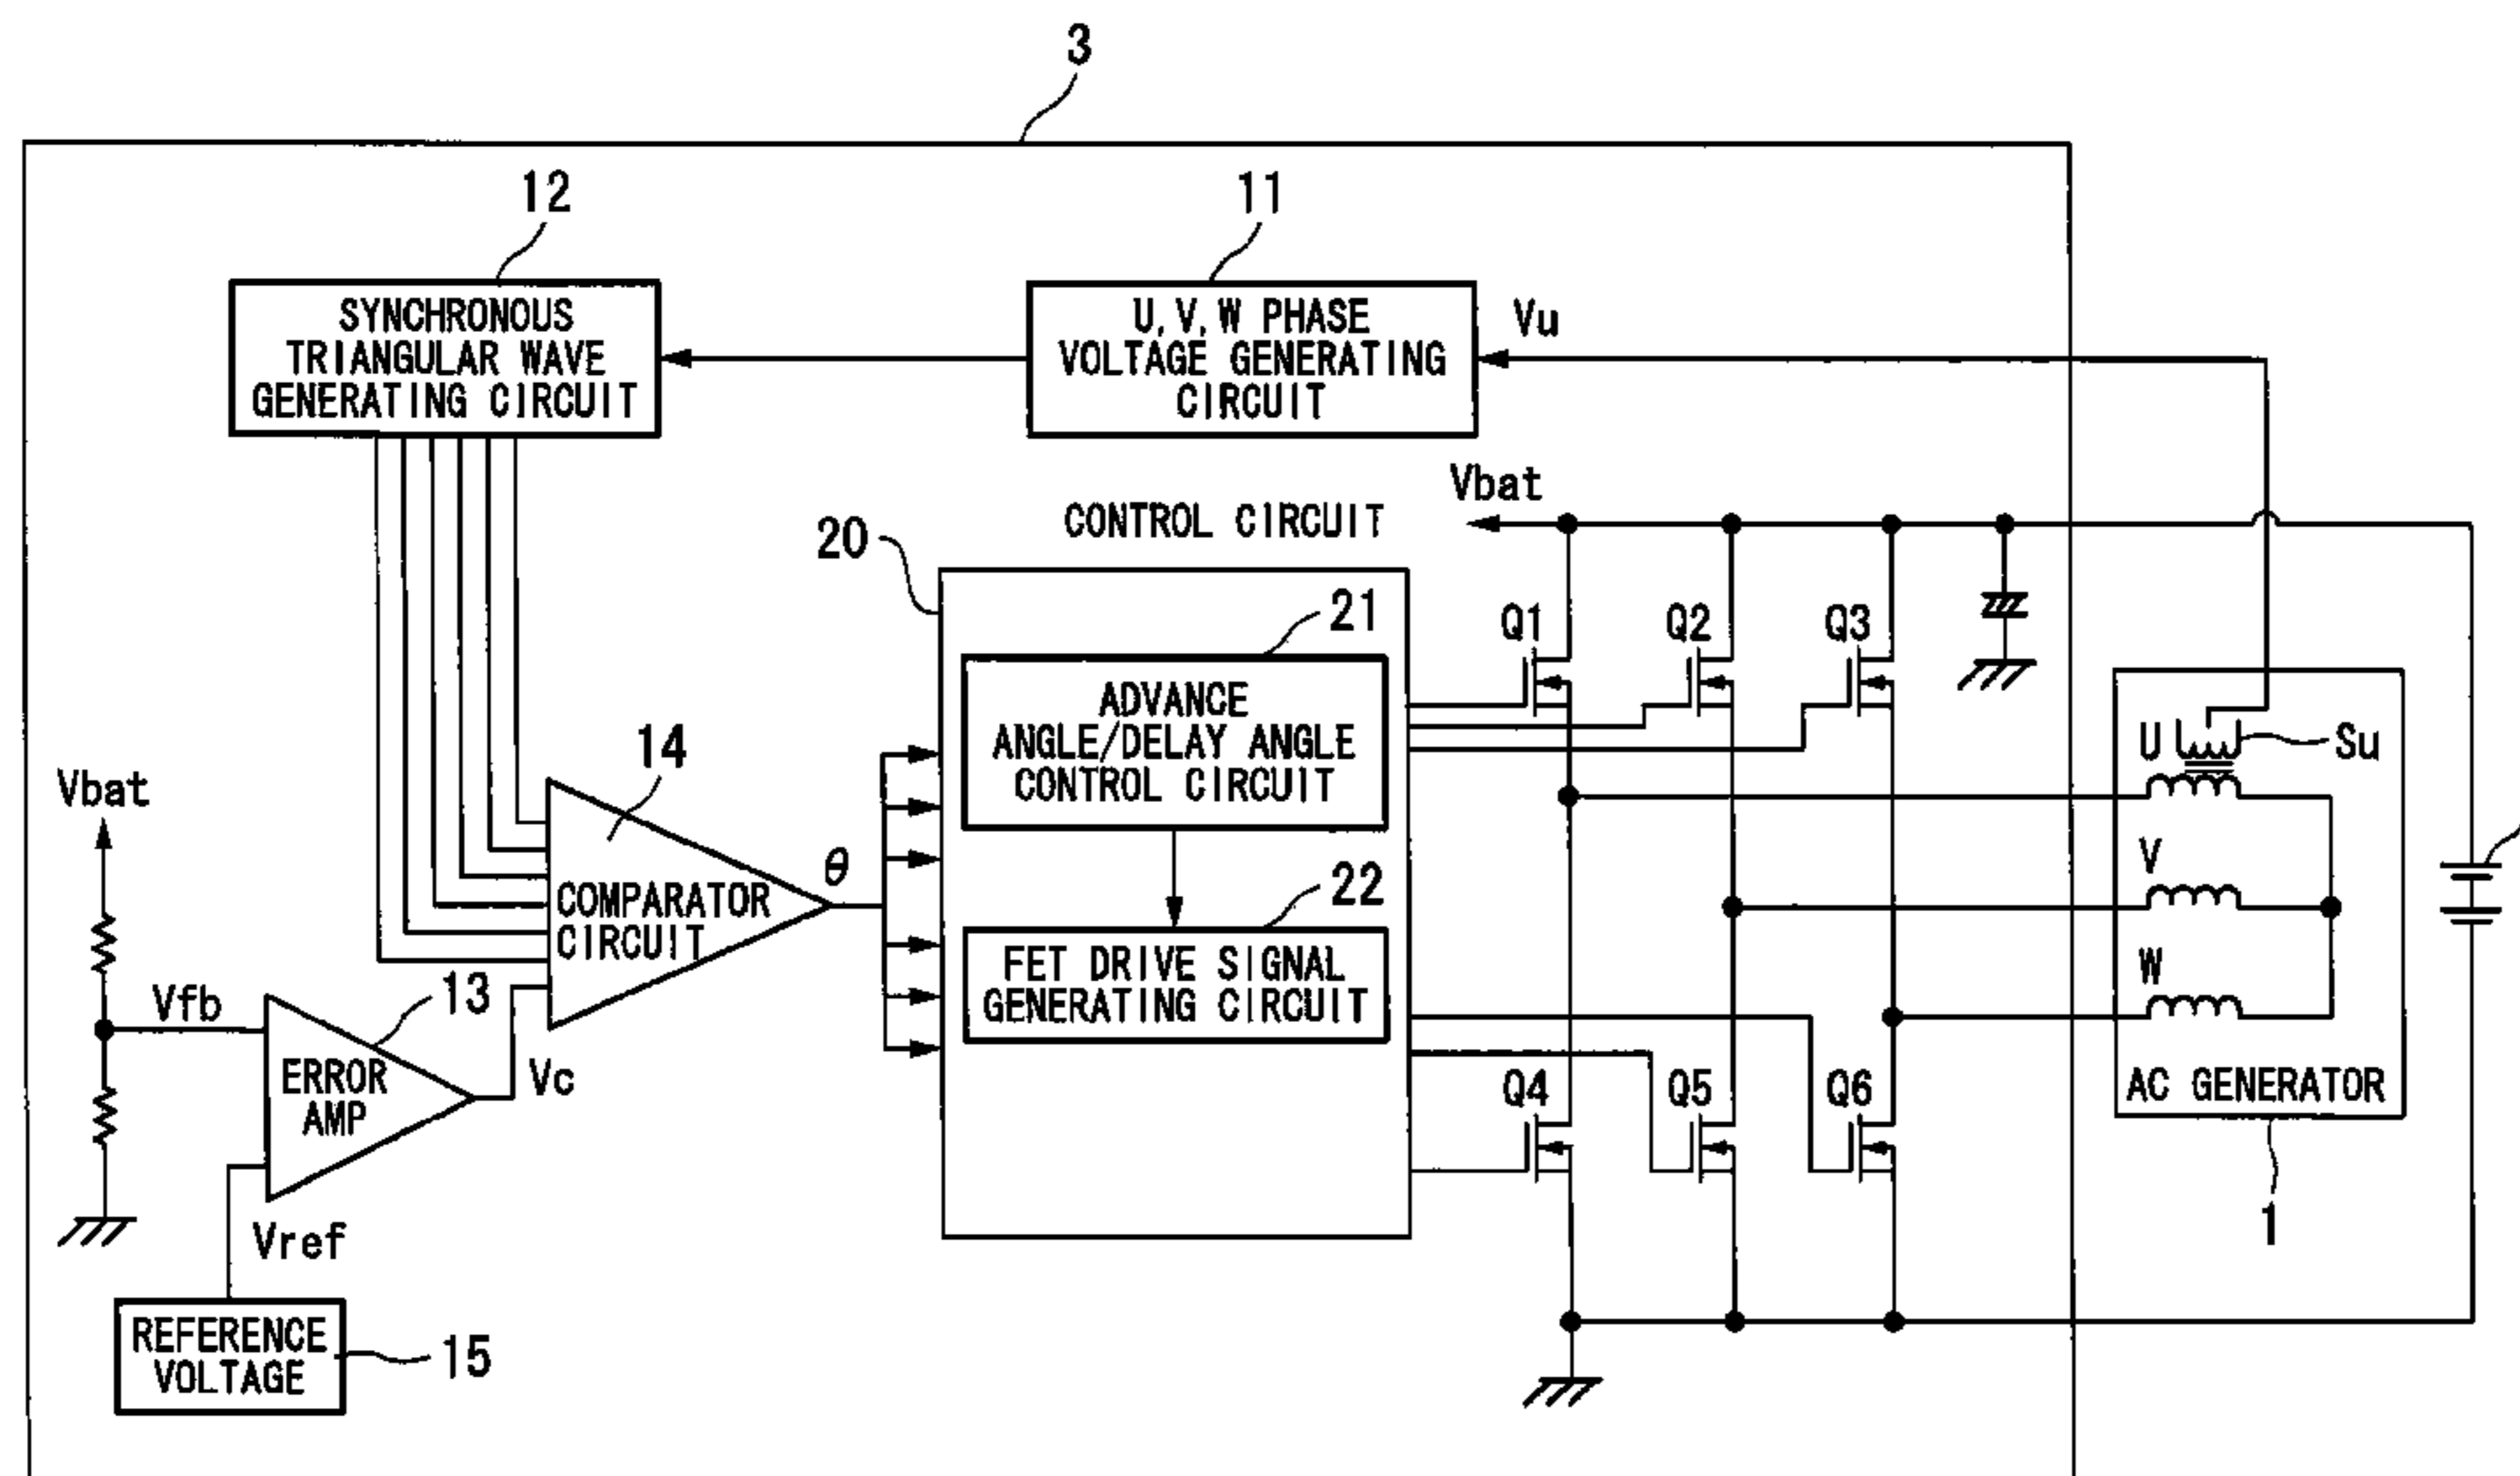 3
12
11
SYNCHRONOUS
TRIANGULAR WAVE
GENERATING CIRCUIT
U, V, W PHASE
VOLTAGE GENERATING
CIRCUIT
Vu
Vbat
CONTROL CIRCUIT
20
21
Q1
Q2
Q3
ADVANCE
ANGLE/DELAY ANGLE
CONTROL CIRCUIT
U
Su
14
Vbat
θ
V
22
COMPARATOR
CIRCUIT
FET DRIVE SIGNAL
GENERATING CIRCUIT
W
13
Vfb
ERROR
AMP
Vc
Q4
Q5
Q6
AC GENERATOR
1
Vref
REFERENCE
VOLTAGE
15